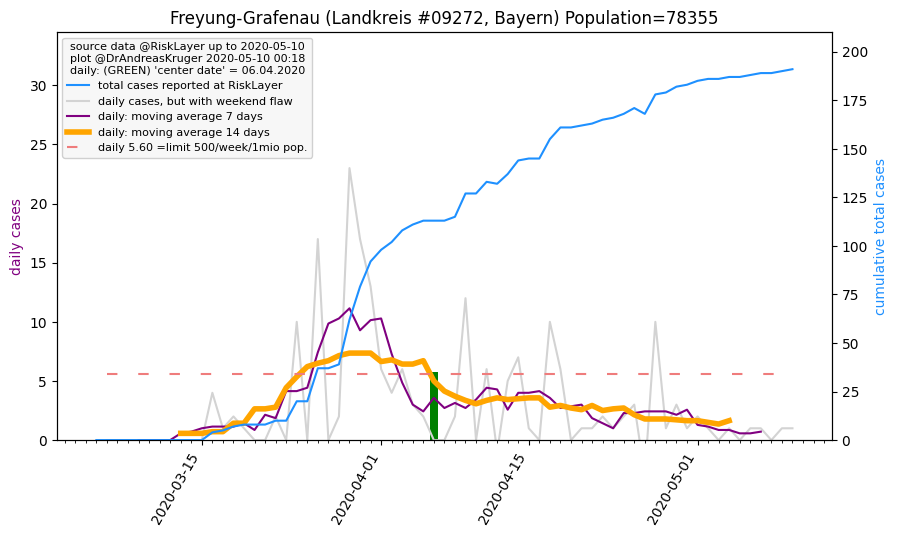 Freyung-Grafenau (Landkreis #09272, Bayern) Population=78355
source data @RiskLayer up to 2020-05-10
plot @DrAndreasKruger 2020-05-10 00:18
daily: (GREEN) 'center date' = 06.04.2020
total cases reported at RiskLayer
daily cases, but with weekend flaw
daily: moving average 7 days
daily: moving average 14 days
daily 5.60 =limit 500/week/1mio pop.
daily cases
30
25
20
15
10
5
0
cumulative total cases
200
175
150
125
100
75
50
25
0
2020-03-15
2020-04-01
2020-04-15
2020-05-01